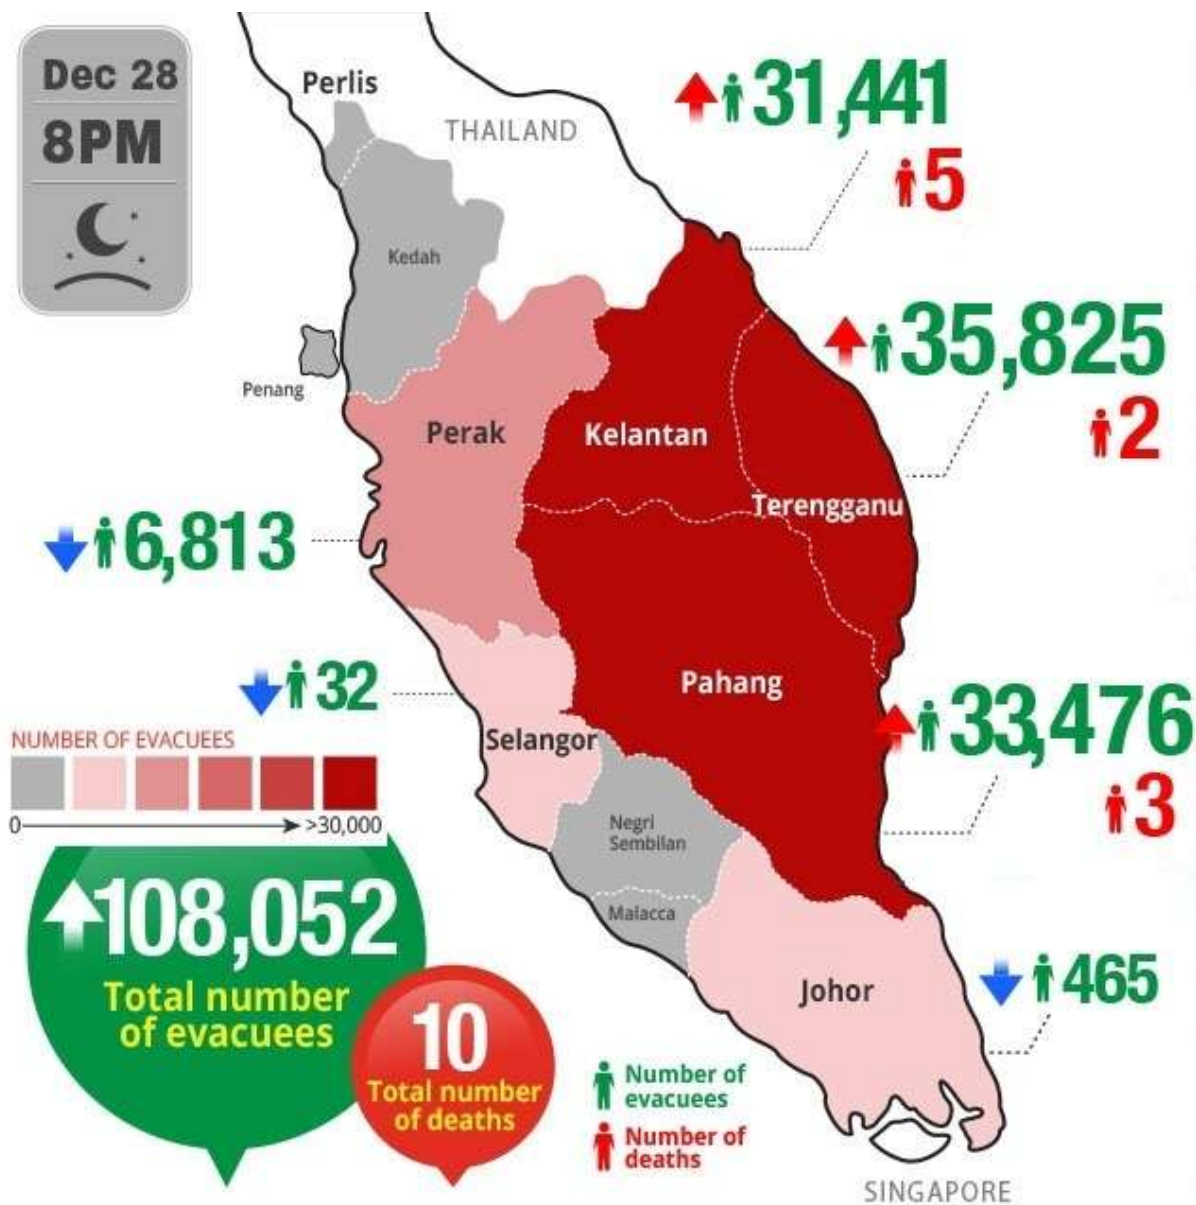 Dec 28
8PM
Perlis
THAILAND
31,441
5
Kedah
35,825
2
Penang
Perak
Kelantan
Terengganu
6,813
32
Pahang
33,476
3
Selangor
NUMBER OF EVACUEES
0
>30,000
Negri
Sembilan
Malacca
108,052
Total number
of evacuees
Johor
465
10
Total number
of deaths
Number of
evacuees
Number of
deaths
SINGAPORE